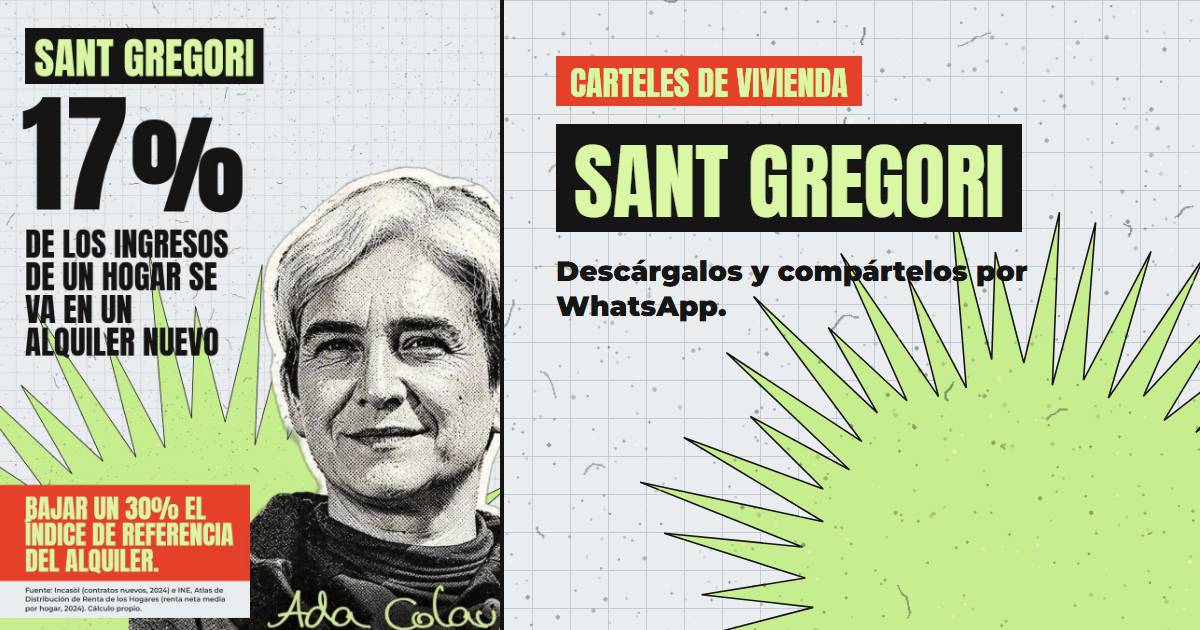 SANT GREGORI
17%
DE LOS INGRESOS
DE UN HOGAR SE
VA EN UN
ALQUILER NUEVO
BAJAR UN 30% EL
ÍNDICE DE REFERENCIA
DEL ALQUILER.
Fuente: Incasòl (contratos nuevos, 2024) e INE, Atlas de
Distribución de Renta de los Hogares (renta neta media
por hogar, 2024). Cálculo propio.
Ada Colau
CARTELES DE VIVIENDA
SANT GREGORI
Descárgalos y compártelos por
WhatsApp.